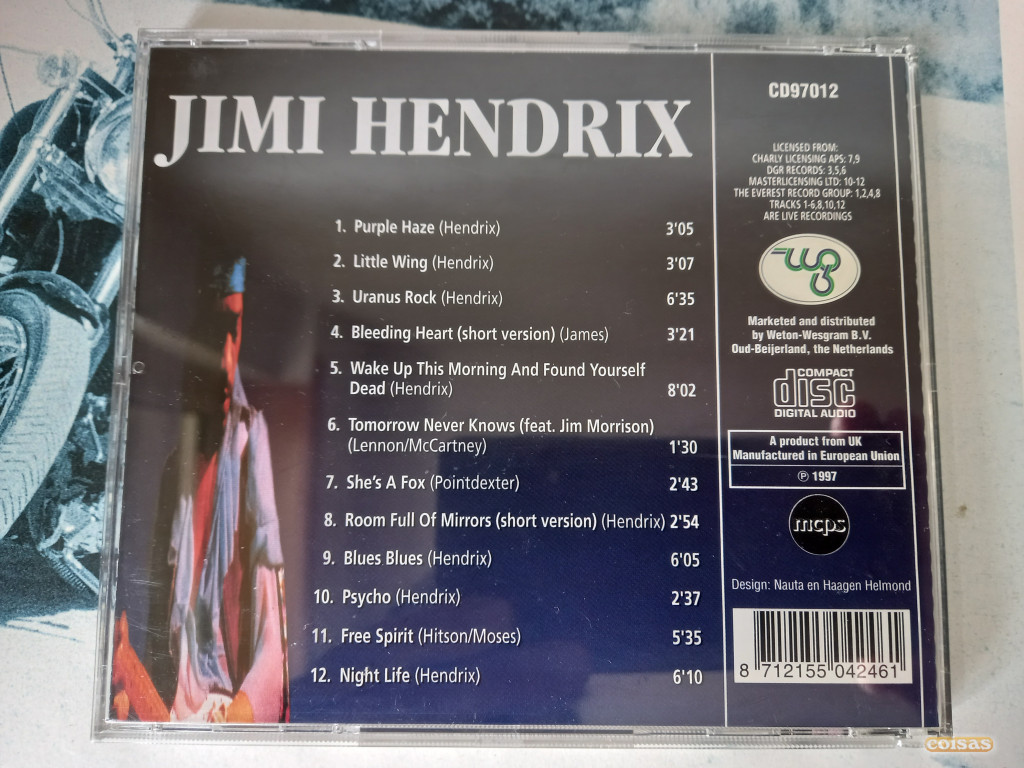 JIMI HENDRIX
1. Purple Haze (Hendrix) 3'05
2. Little Wing (Hendrix) 3'07
3. Uranus Rock (Hendrix) 6'35
4. Bleeding Heart (short version) (James) 3'21
5. Wake Up This Morning And Found Yourself
Dead (Hendrix) 8'02
6. Tomorrow Never Knows (feat. Jim Morrison)
(Lennon/McCartney) 1'30
7. She's A Fox (Pointdexter) 2'43
8. Room Full Of Mirrors (short version) (Hendrix) 2'54
9. Blues Blues (Hendrix) 6'05
10. Psycho (Hendrix) 2'37
11. Free Spirit (Hitson/Moses) 5'35
12. Night Life (Hendrix) 6'10
CD97012
LICENSED FROM:
CHARLY LICENSING APS: 7,9
DGR RECORDS: 3,5,6
MASTERLICENSING LTD: 10-12
THE EVEREST RECORD GROUP: 1,2,4,8
TRACKS 1-6,8,10,12
ARE LIVE RECORDINGS
wg
Marketed and distributed
by Weton-Wesgram B.V.
Oud-Beijerland, the Netherlands
COMPACT
disc
DIGITAL AUDIO
A product from UK
Manufactured in European Union
℗ 1997
mcps
Design: Nauta en Haagen Helmond
8 712155 042461
coisas